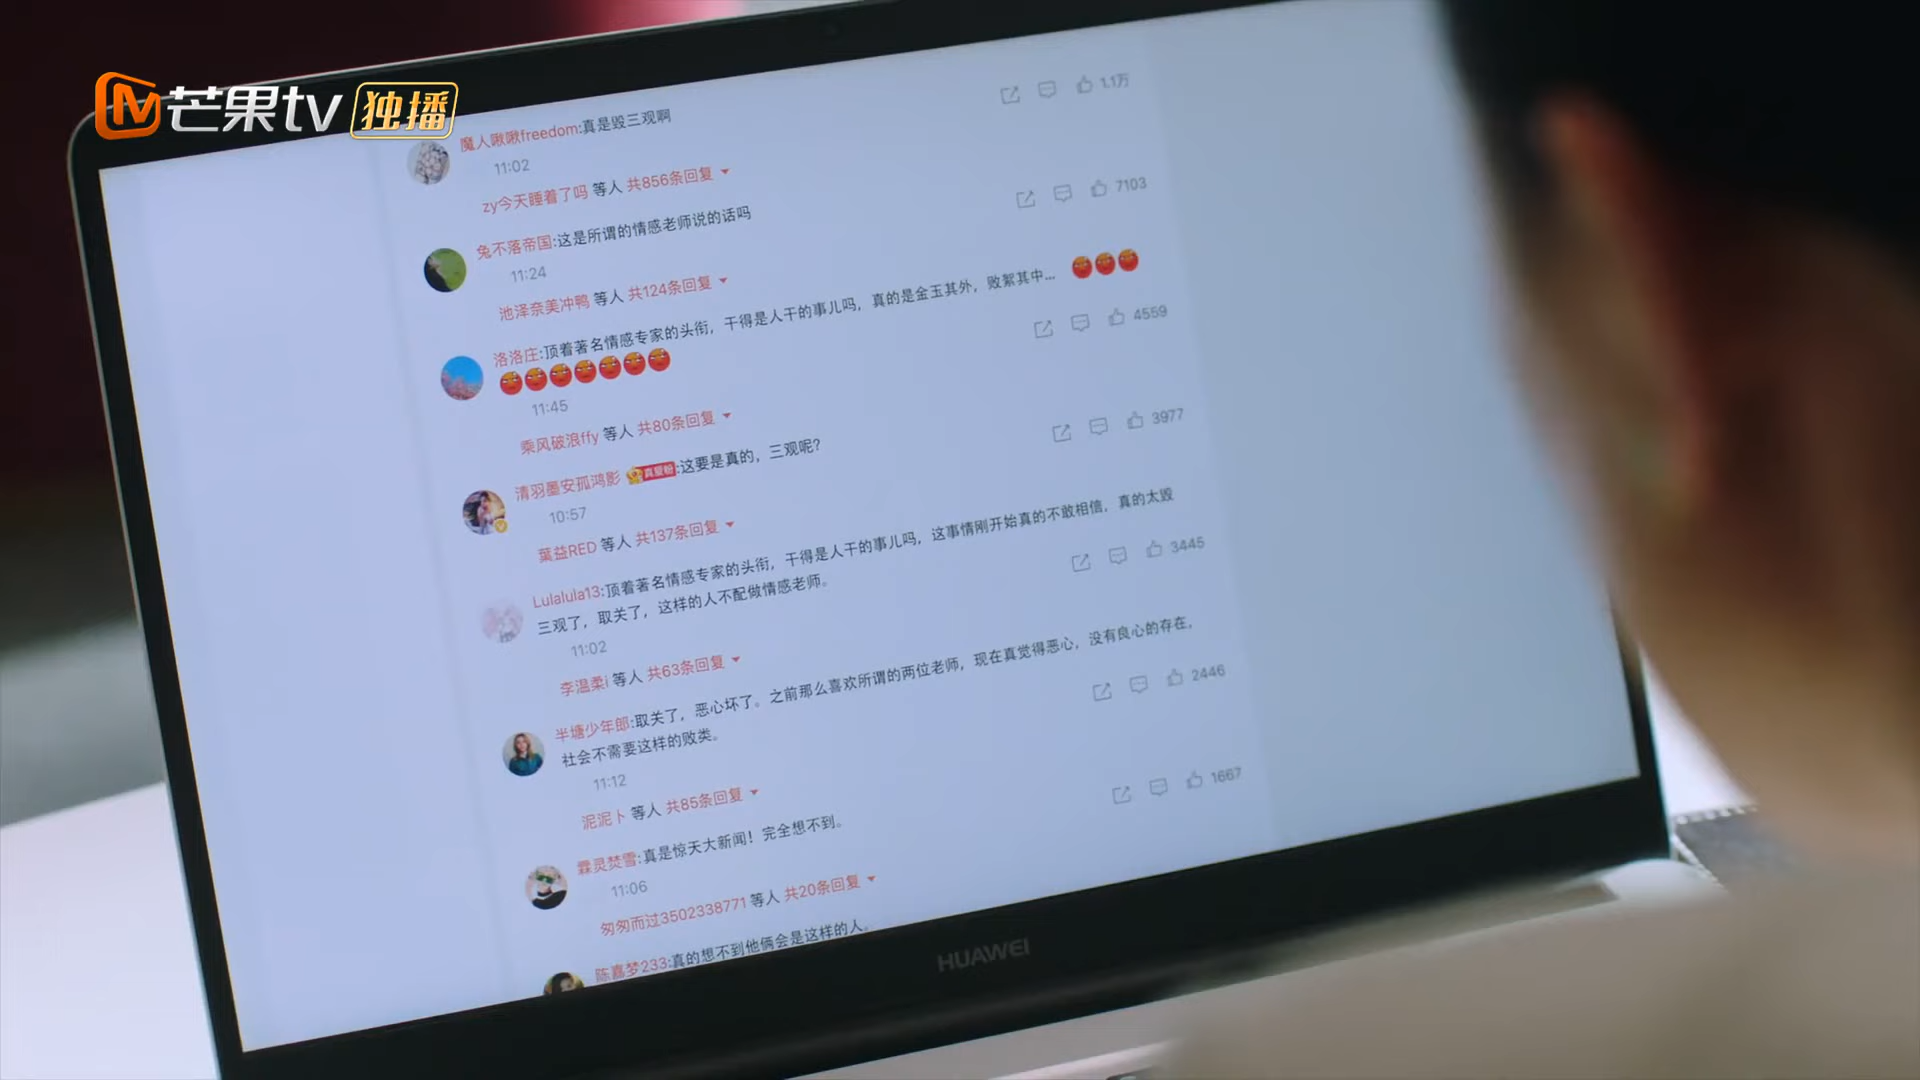 芒果tv 独播
1.1万
魔人啾啾freedom:真是毁三观啊
11:02
zy今天睡着了吗 等人 共856条回复
7103
兔不落帝国:这是所谓的情感老师说的话吗
11:24
池泽奈美冲鸭 等人 共124条回复
洛洛庄:顶着著名情感专家的头衔，干得是人干的事儿吗，真的是金玉其外，败絮其中...
4559
11:45
乘风破浪ffy 等人 共80条回复
3977
清羽墨安孤鸿影 真爱粉:这要是真的，三观呢？
10:57
葉益RED 等人 共137条回复
Lulalula13:顶着著名情感专家的头衔，干得是人干的事儿吗，这事情刚开始真的不敢相信，真的太毁
三观了，取关了，这样的人不配做情感老师。
3445
11:02
李温柔i 等人 共63条回复
半塘少年郎:取关了，恶心坏了。之前那么喜欢所谓的两位老师，现在真觉得恶心，没有良心的存在，
社会不需要这样的败类。
2446
11:12
泥泥卜 等人 共85条回复
1667
霖灵焚雪:真是惊天大新闻！完全想不到。
11:06
匆匆而过3502338771 等人 共20条回复
陈嘉梦233:真的想不到他俩会是这样的人。
HUAWEI